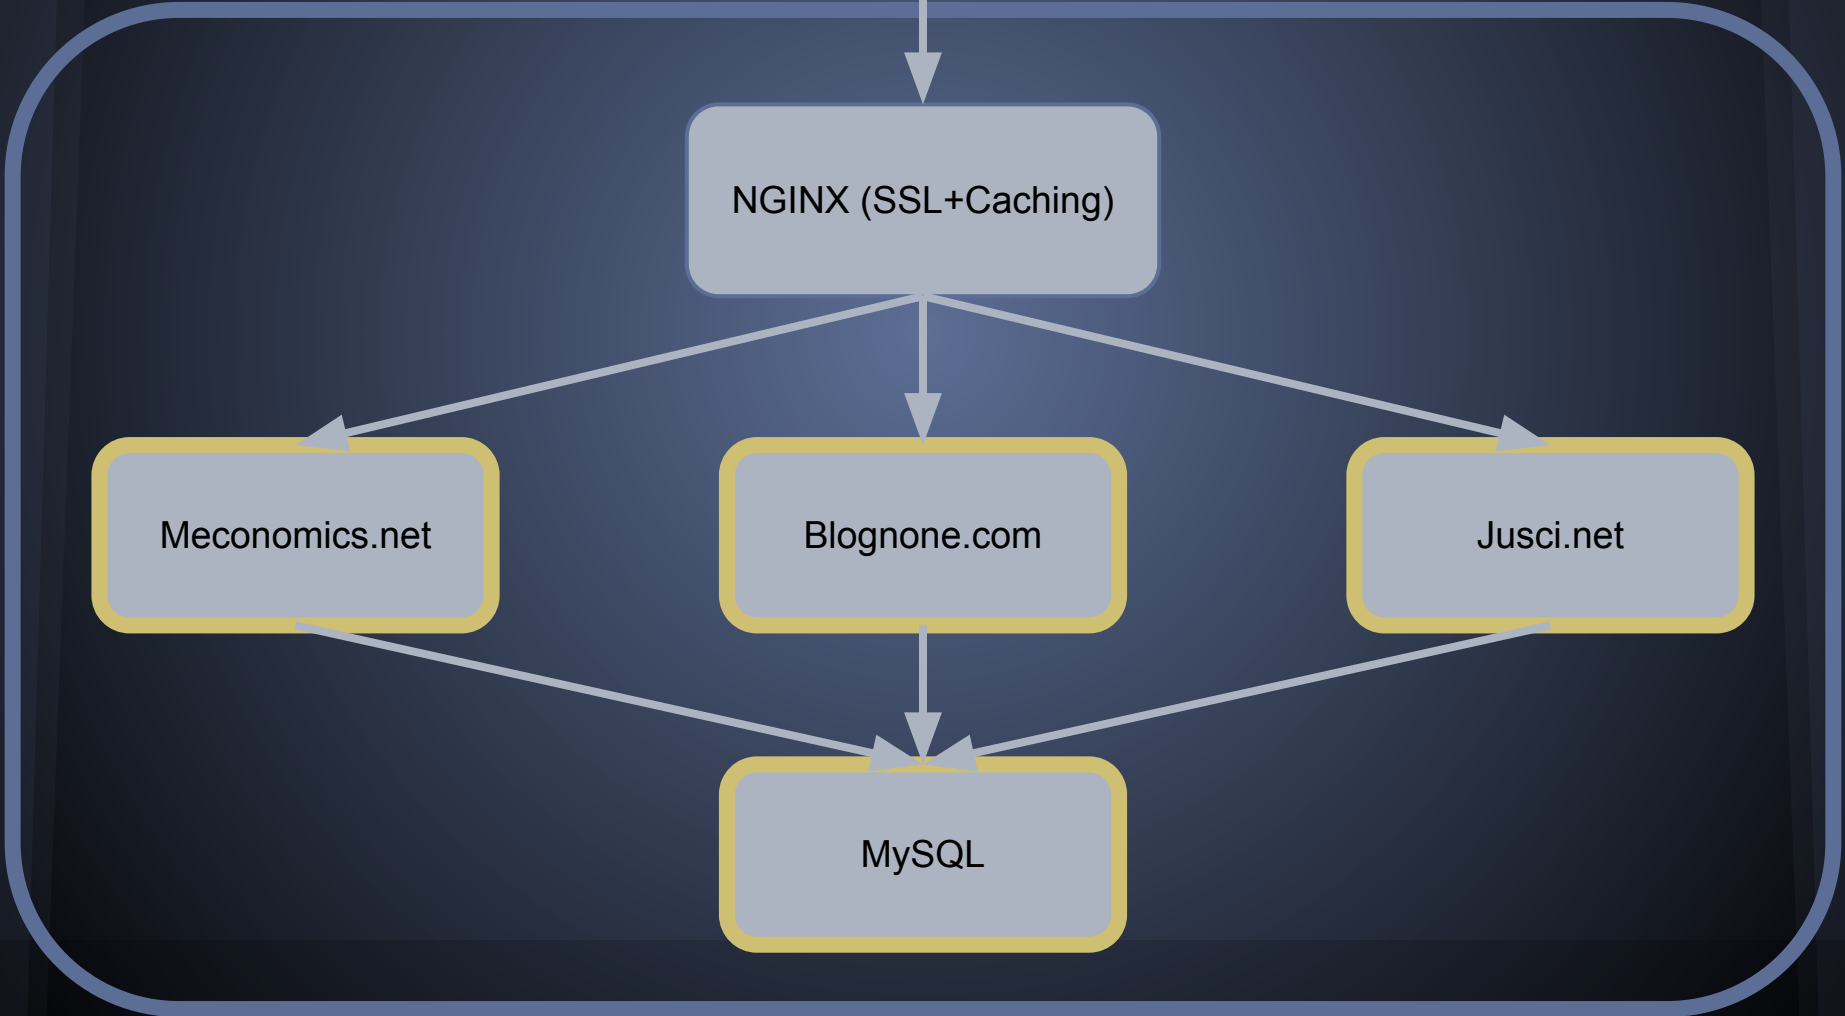 NGINX (SSL+Caching)
Meconomics.net
Blognone.com
Jusci.net
MySQL